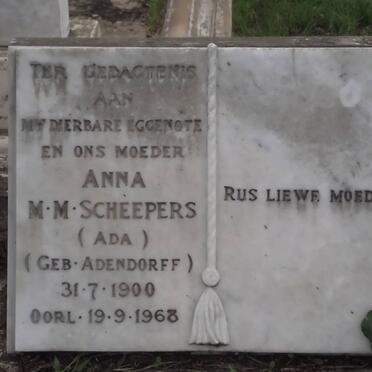 TER GEDAGTENIS
AAN
MY DIERBARE EGGENOTE
EN ONS MOEDER
ANNA
M·M·SCHEEPERS
(ADA)
(GEB·ADENDORFF)
31·7·1900
OORL·19·9·1968
RUS LIEWE MOED